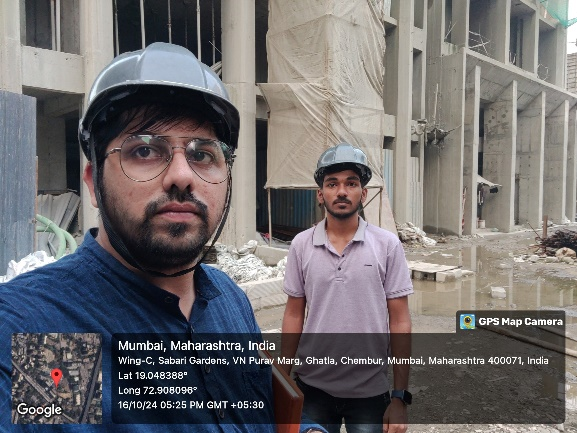 GPS Map Camera
Mumbai, Maharashtra, India
Wing-C, Sabari Gardens, VN Purav Marg, Ghatla, Chembur, Mumbai, Maharashtra 400071, India
Lat 19.048388°
Long 72.908096°
16/10/24 05:25 PM GMT +05:30
Google